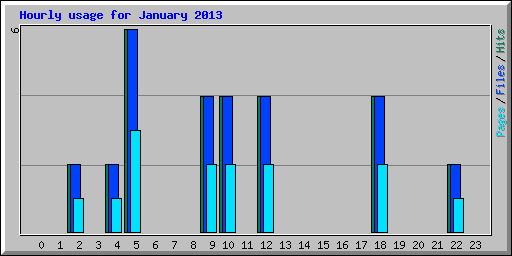 Hourly usage for January 2013
6
Pages / Files / Hits
0 1 2 3 4 5 6 7 8 9 10 11 12 13 14 15 16 17 18 19 20 21 22 23